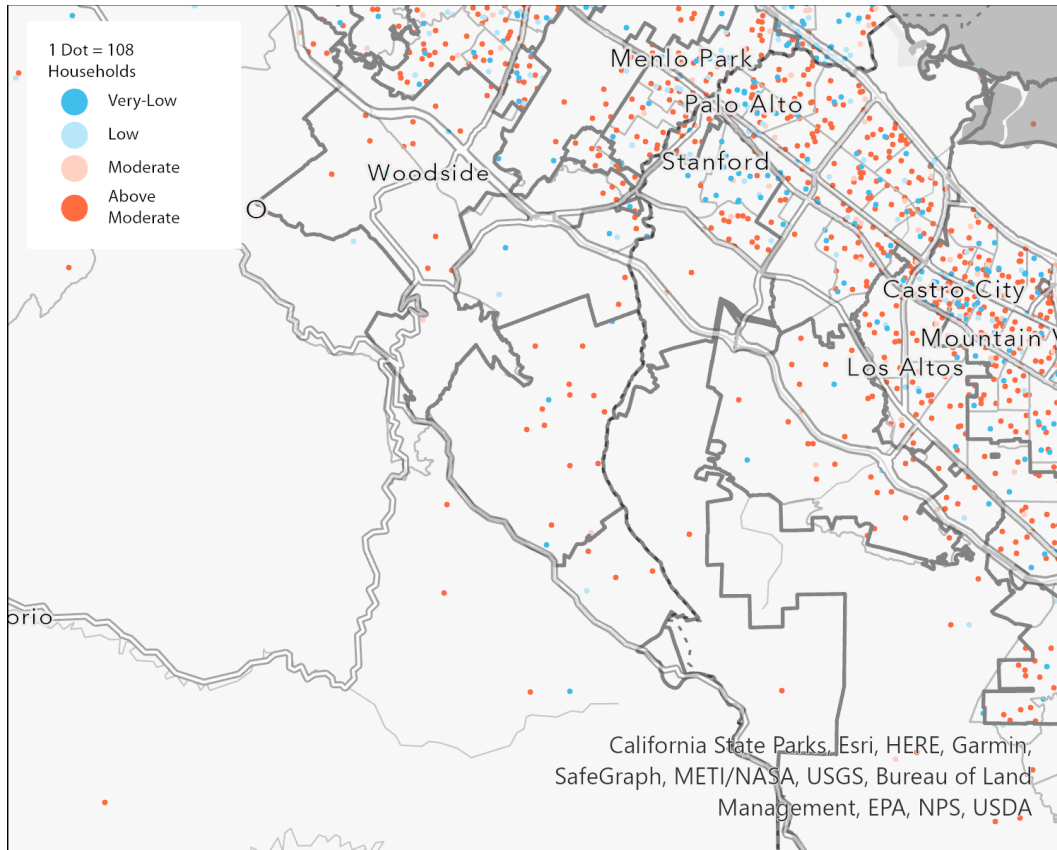 1 Dot = 108
Households
Very-Low
Low
Moderate
Above
Moderate
Menlo Park
Palo Alto
Stanford
Woodside
Castro City
Mountain V
Los Altos
orio
California State Parks, Esri, HERE, Garmin,
SafeGraph, METI/NASA, USGS, Bureau of Land
Management, EPA, NPS, USDA